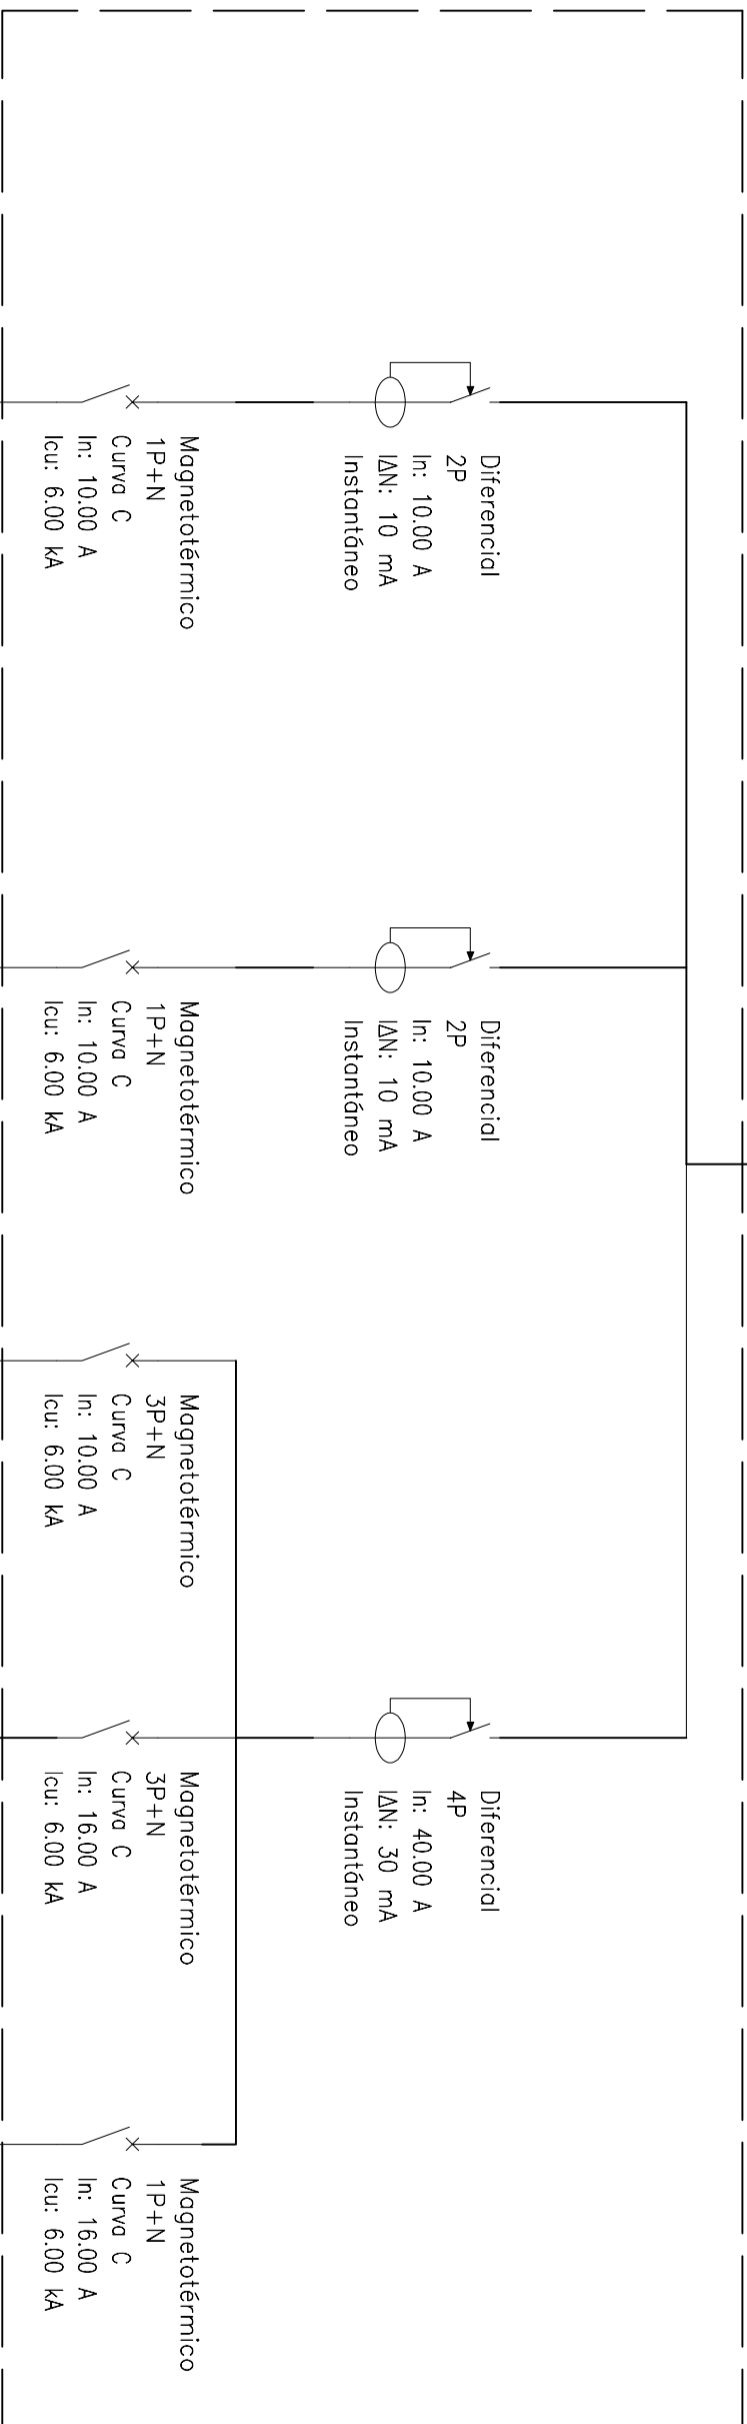 Diferencial
2P
In: 10.00 A
IΔN: 10 mA
Instantáneo
Magnetotérmico
1P+N
Curva C
In: 10.00 A
Icu: 6.00 kA
Diferencial
2P
In: 10.00 A
IΔN: 10 mA
Instantáneo
Magnetotérmico
1P+N
Curva C
In: 10.00 A
Icu: 6.00 kA
Magnetotérmico
3P+N
Curva C
In: 10.00 A
Icu: 6.00 kA
Diferencial
4P
In: 40.00 A
IΔN: 30 mA
Instantáneo
Magnetotérmico
3P+N
Curva C
In: 16.00 A
Icu: 6.00 kA
Magnetotérmico
1P+N
Curva C
In: 16.00 A
Icu: 6.00 kA